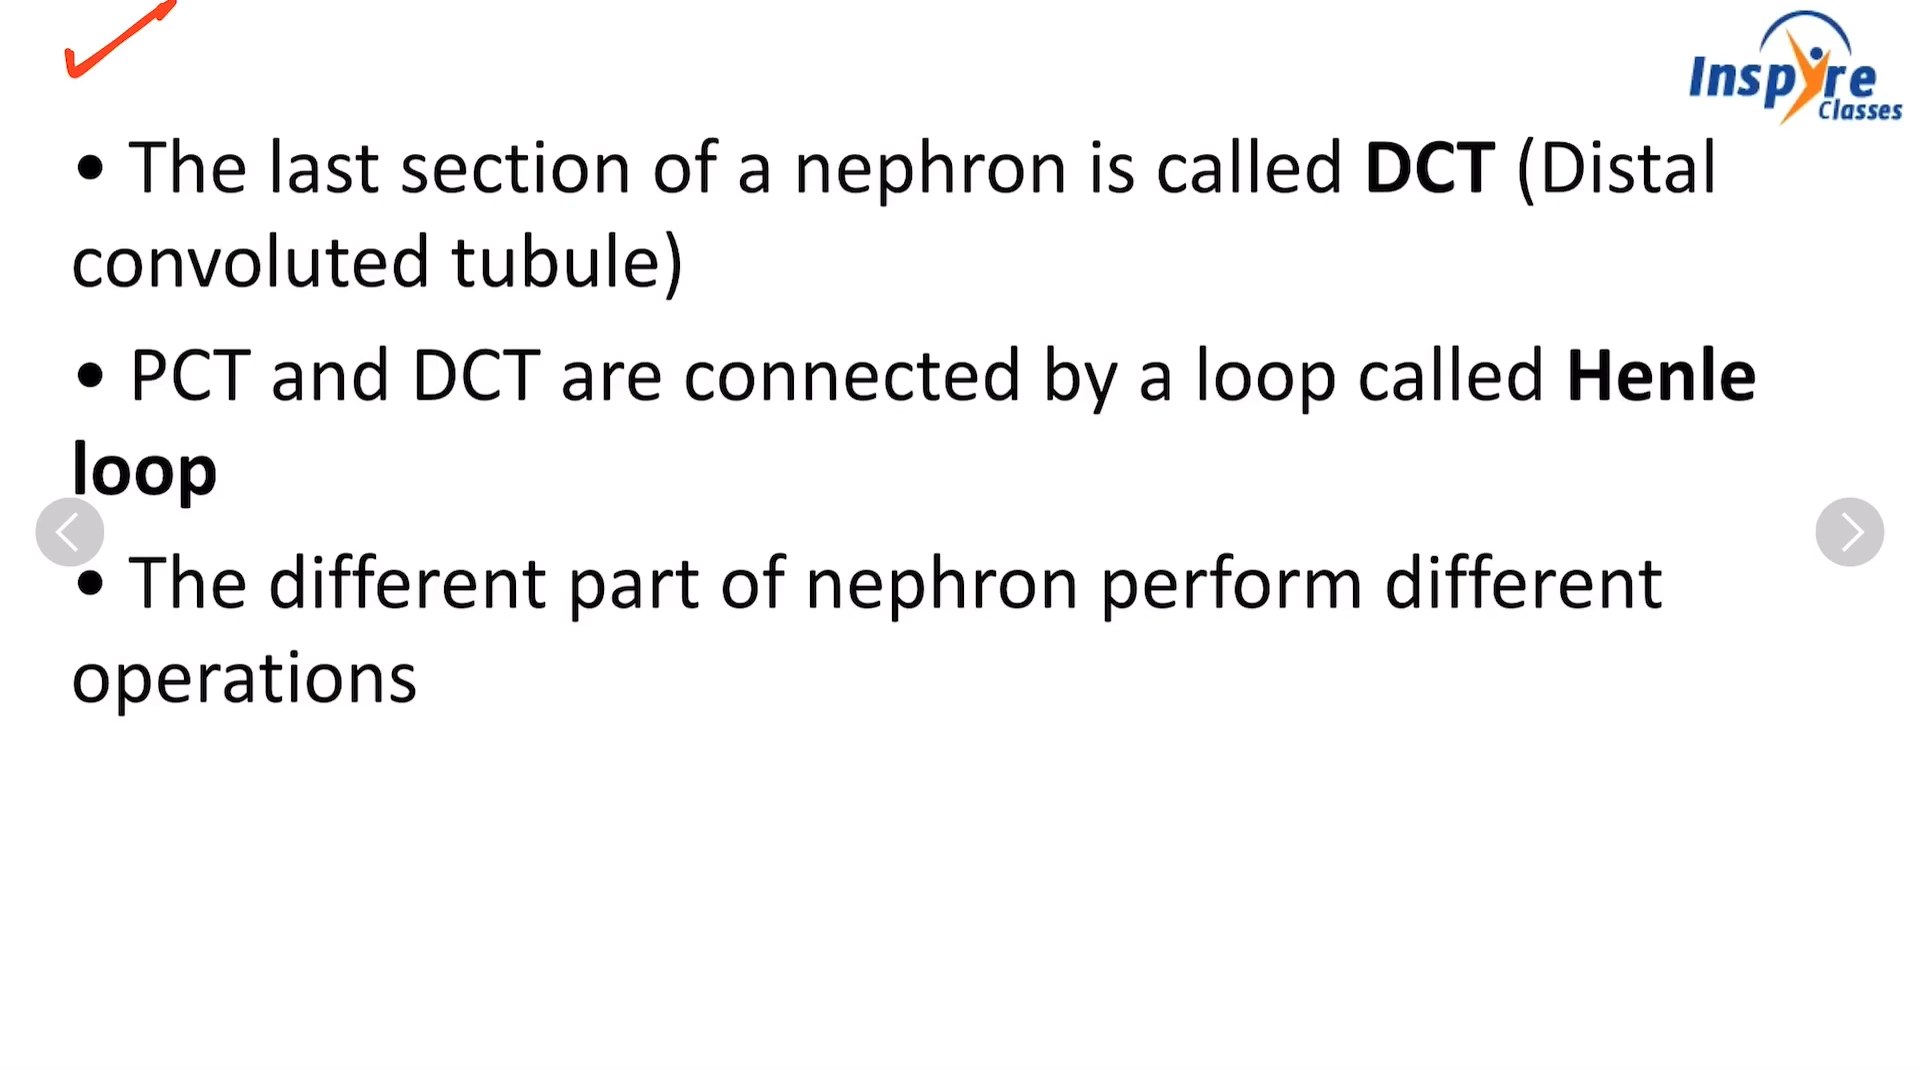 Inspire
Classes
• The last section of a nephron is called DCT (Distal
convoluted tubule)
• PCT and DCT are connected by a loop called Henle
loop
• The different part of nephron perform different
operations